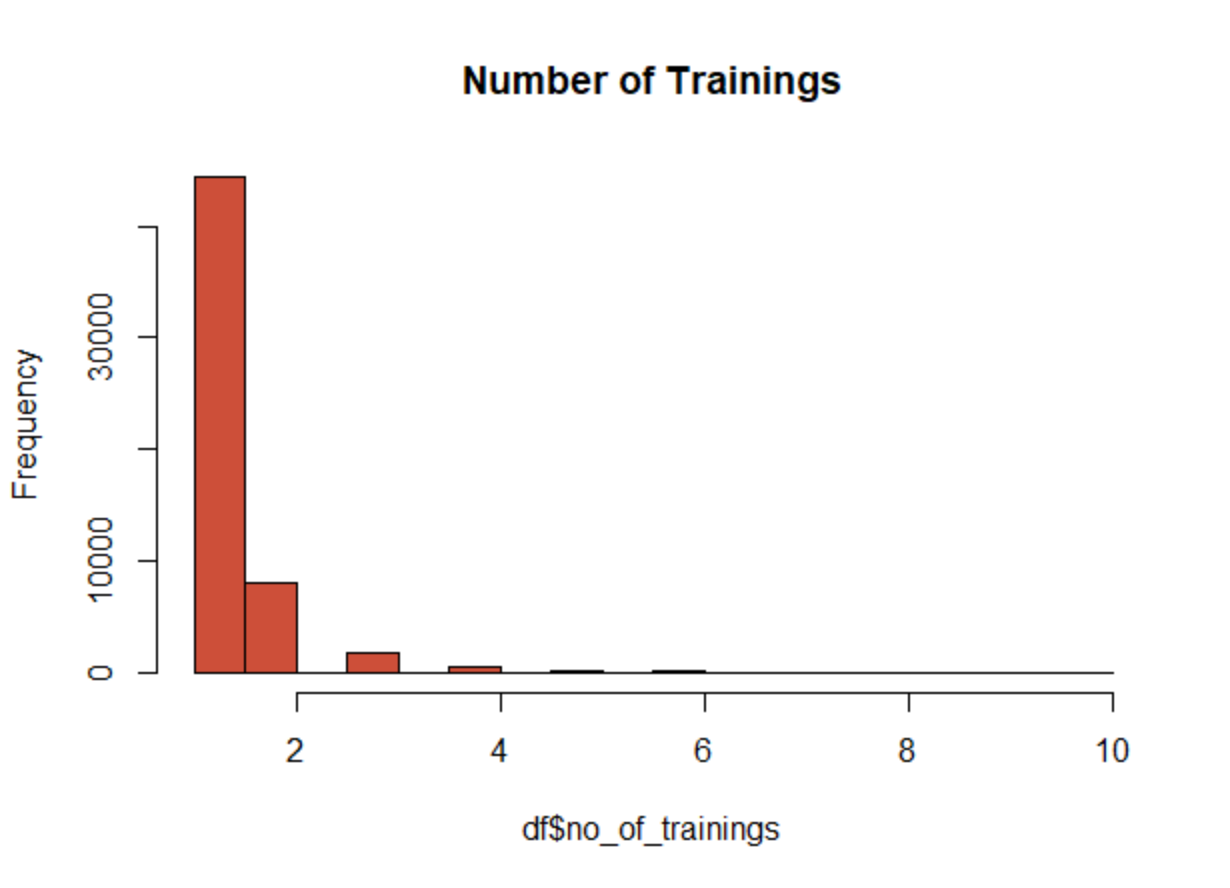 Number of Trainings
Frequency
30000
10000
0
2 4 6 8 10
df$no_of_trainings